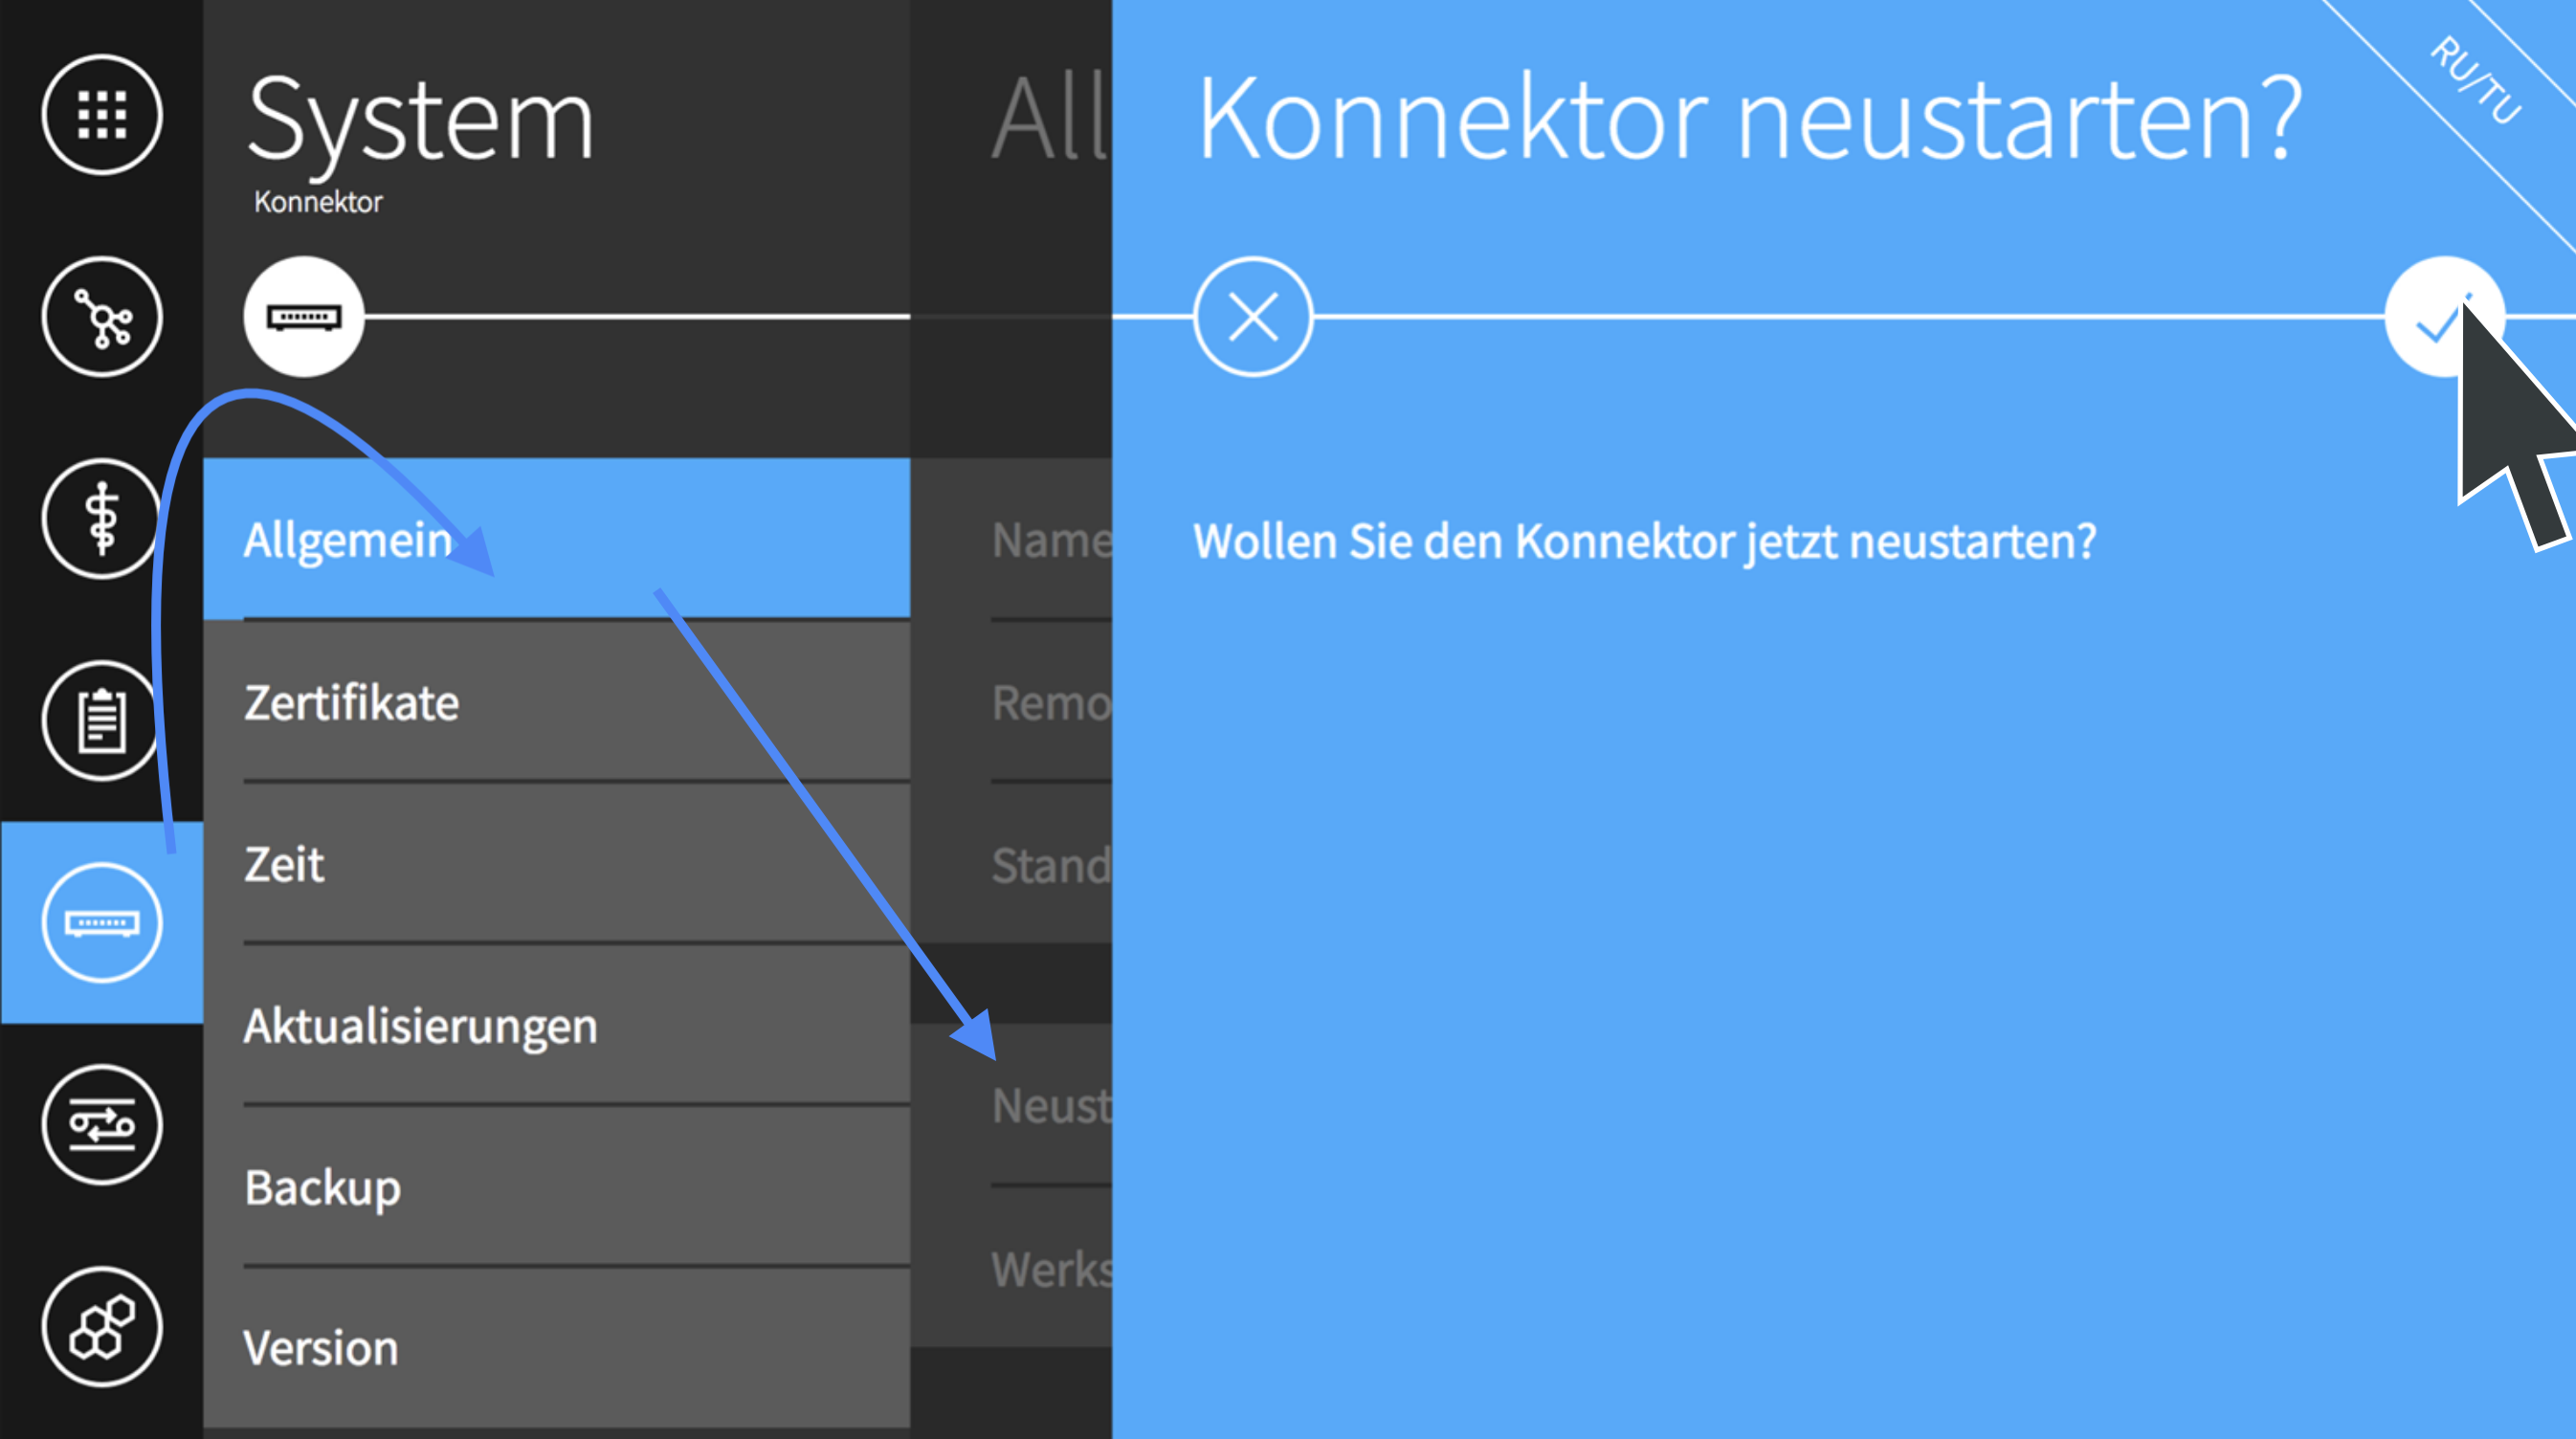 System
Konnektor
Allgemein
Zertifikate
Zeit
Aktualisierungen
Backup
Version
All
Name
Remo
Stand
Neust
Werks
Konnektor neustarten?
RU/TU
Wollen Sie den Konnektor jetzt neustarten?